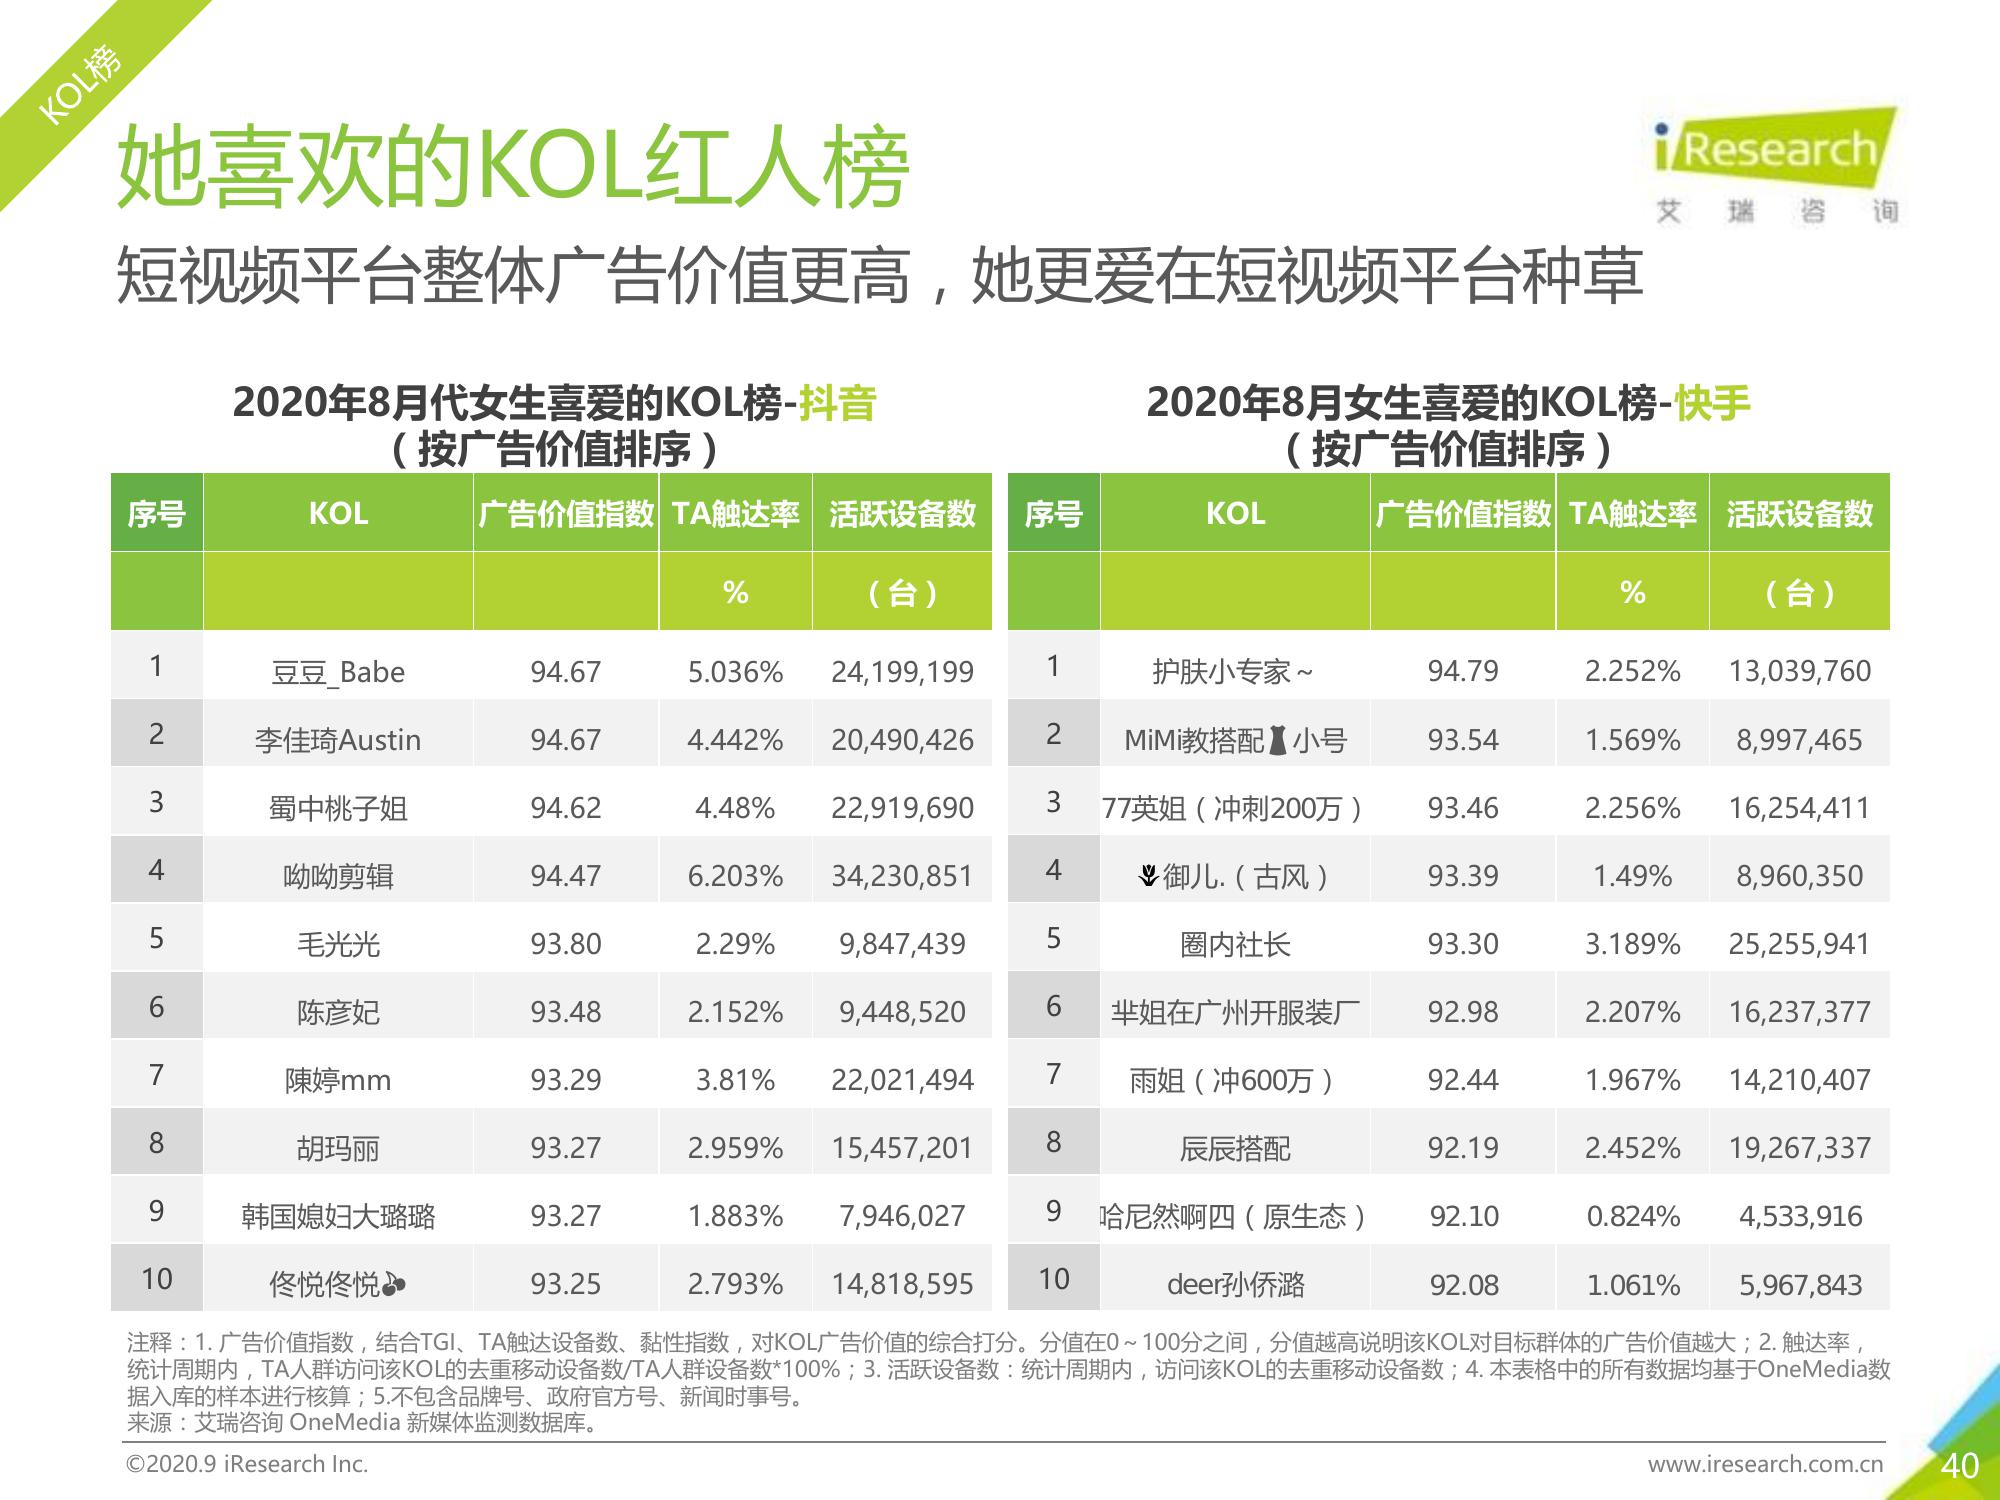 KOL榜
她喜欢的KOL红人榜
iResearch
艾瑞咨询
短视频平台整体广告价值更高，她更爱在短视频平台种草
2020年8月代女生喜爱的KOL榜-抖音
（按广告价值排序）
序号 KOL 广告价值指数 TA触达率 活跃设备数
% （台）
1 豆豆_Babe 94.67 5.036% 24,199,199
2 李佳琦Austin 94.67 4.442% 20,490,426
3 蜀中桃子姐 94.62 4.48% 22,919,690
4 呦呦剪辑 94.47 6.203% 34,230,851
5 毛光光 93.80 2.29% 9,847,439
6 陈彦妃 93.48 2.152% 9,448,520
7 陳婷mm 93.29 3.81% 22,021,494
8 胡玛丽 93.27 2.959% 15,457,201
9 韩国媳妇大璐璐 93.27 1.883% 7,946,027
10 佟悦佟悦🍒 93.25 2.793% 14,818,595
2020年8月女生喜爱的KOL榜-快手
（按广告价值排序）
序号 KOL 广告价值指数 TA触达率 活跃设备数
% （台）
1 护肤小专家～ 94.79 2.252% 13,039,760
2 MiMi教搭配👗小号 93.54 1.569% 8,997,465
3 77英姐（冲刺200万） 93.46 2.256% 16,254,411
4 🌷御儿.（古风） 93.39 1.49% 8,960,350
5 圈内社长 93.30 3.189% 25,255,941
6 芈姐在广州开服装厂 92.98 2.207% 16,237,377
7 雨姐（冲600万） 92.44 1.967% 14,210,407
8 辰辰搭配 92.19 2.452% 19,267,337
9 哈尼然啊四（原生态） 92.10 0.824% 4,533,916
10 deer孙侨潞 92.08 1.061% 5,967,843
注释：1. 广告价值指数，结合TGI、TA触达设备数、黏性指数，对KOL广告价值的综合打分。分值在0～100分之间，分值越高说明该KOL对目标群体的广告价值越大；2. 触达率，
统计周期内，TA人群访问该KOL的去重移动设备数/TA人群设备数*100%；3. 活跃设备数：统计周期内，访问该KOL的去重移动设备数；4. 本表格中的所有数据均基于OneMedia数
据入库的样本进行核算；5.不包含品牌号、政府官方号、新闻时事号。
来源：艾瑞咨询 OneMedia 新媒体监测数据库。
©2020.9 iResearch Inc.
www.iresearch.com.cn
40